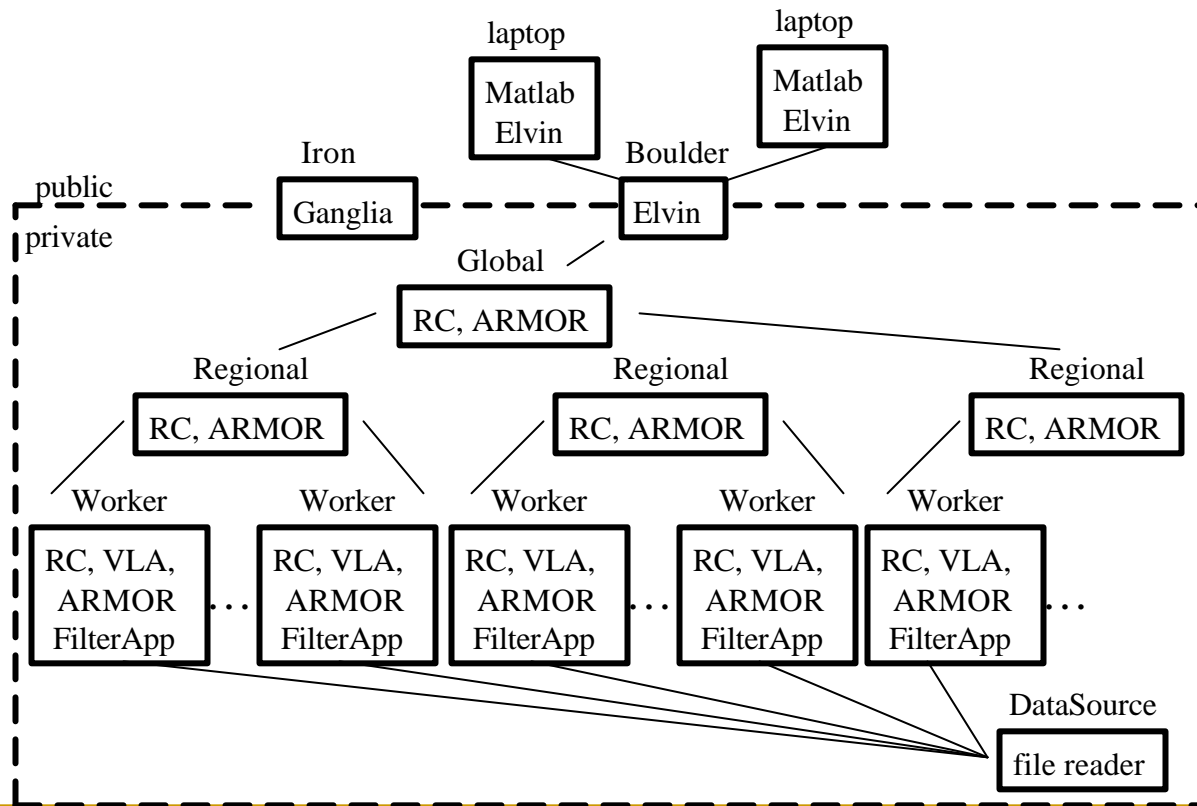 laptop
laptop
Matlab
Elvin
Matlab
Elvin
Iron
Boulder
public
Ganglia
Elvin
private
Global
RC, ARMOR
Regional
Regional
Regional
RC, ARMOR
RC, ARMOR
RC, ARMOR
Worker
Worker
Worker
Worker
Worker
RC, VLA,
ARMOR
FilterApp
...
RC, VLA,
ARMOR
FilterApp
RC, VLA,
ARMOR
FilterApp
...
RC, VLA,
ARMOR
FilterApp
RC, VLA,
ARMOR
FilterApp
...
DataSource
file reader